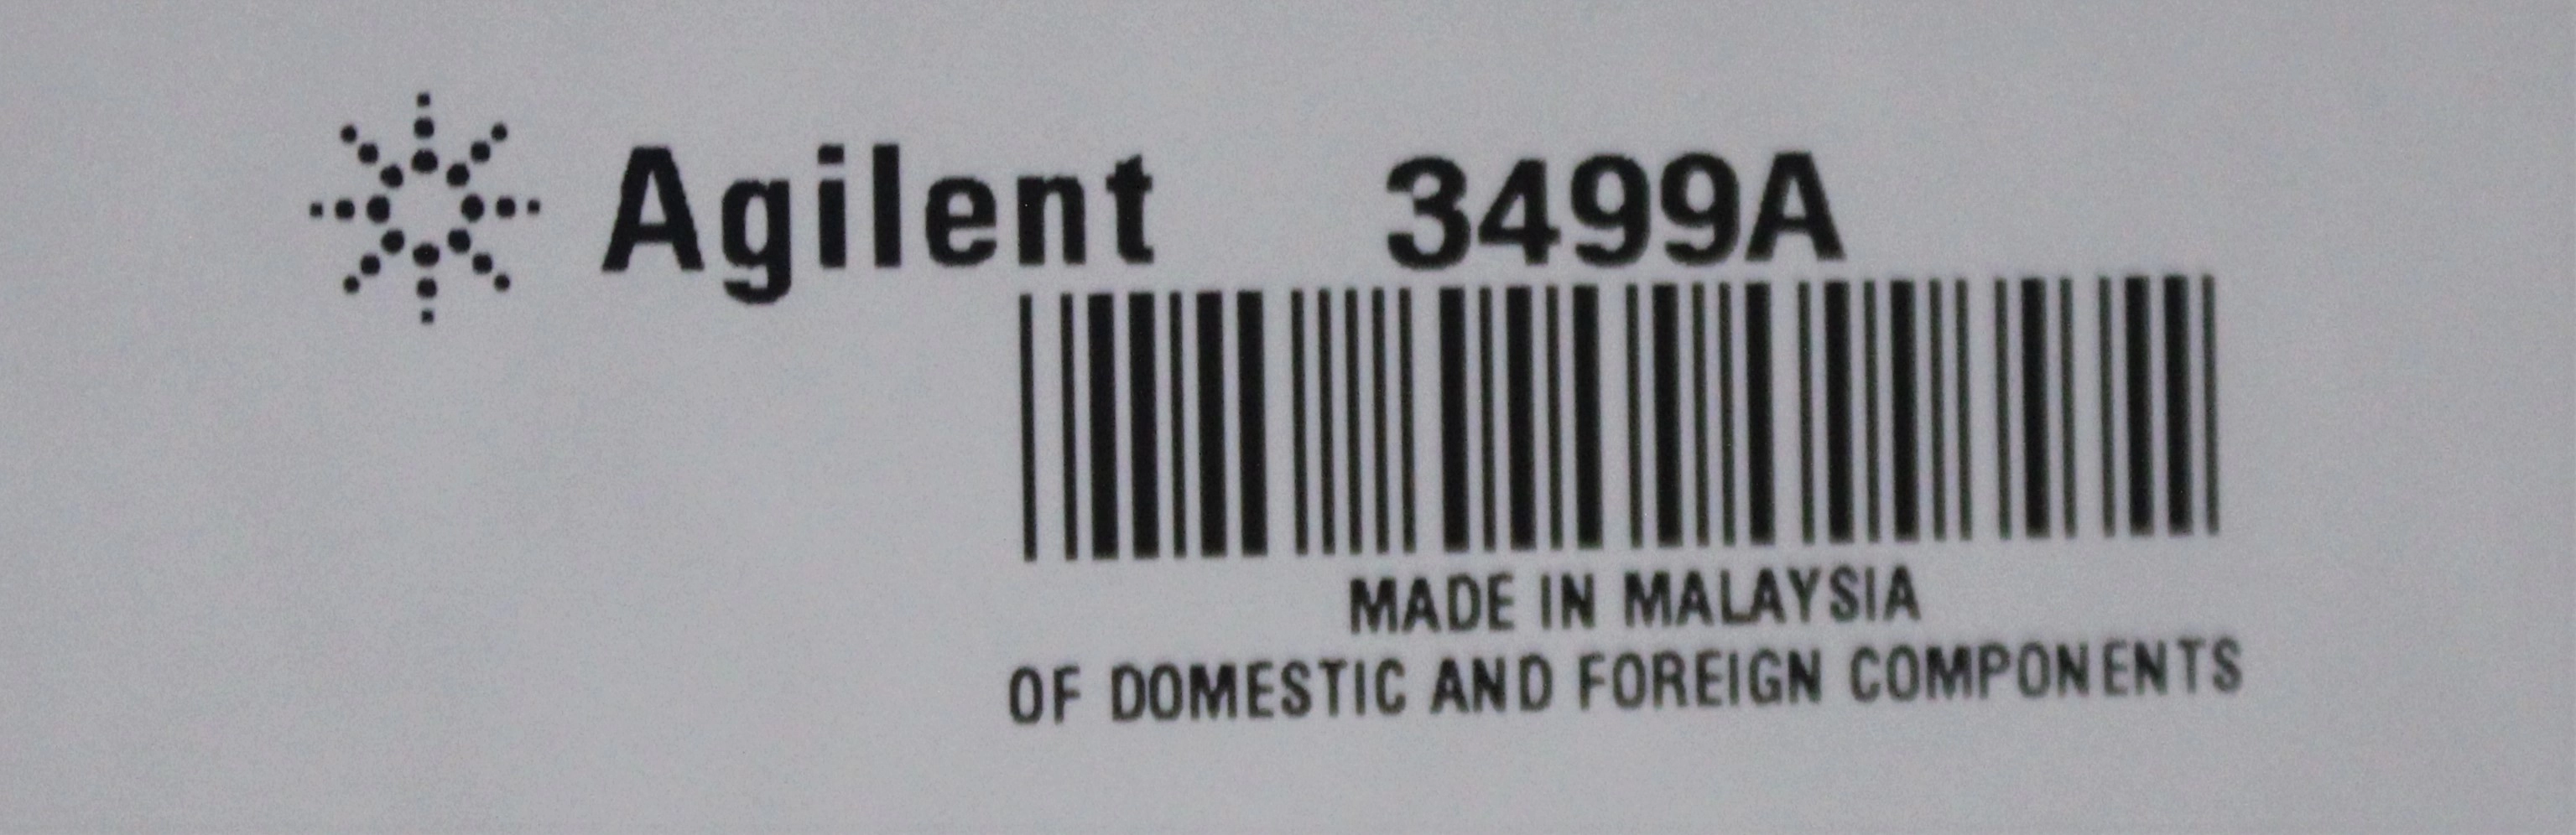 Agilent 3499A
MADE IN MALAYSIA
OF DOMESTIC AND FOREIGN COMPONENTS